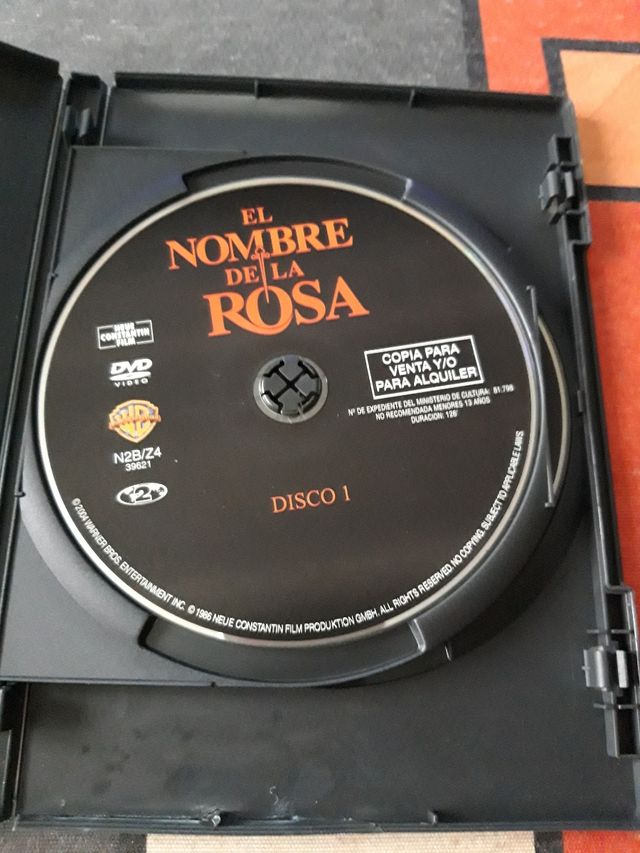 EL
NOMBRE
DE LA
ROSA
NEUE
CONSTANTIN
FILM
DVD
VIDEO
COPIA PARA
VENTA Y/O
PARA ALQUILER
Nº DE EXPEDIENTE DEL MINISTERIO DE CULTURA: 81.798
NO RECOMENDADA MENORES 13 AÑOS
DURACION: 126'
WB
N2B/Z4
39621
2
DISCO 1
© 2004 WARNER BROS. ENTERTAINMENT INC. © 1986 NEUE CONSTANTIN FILM PRODUKTION GMBH. ALL RIGHTS RESERVED. NO COPYING. SUBJECT TO APPLICABLE LAWS.